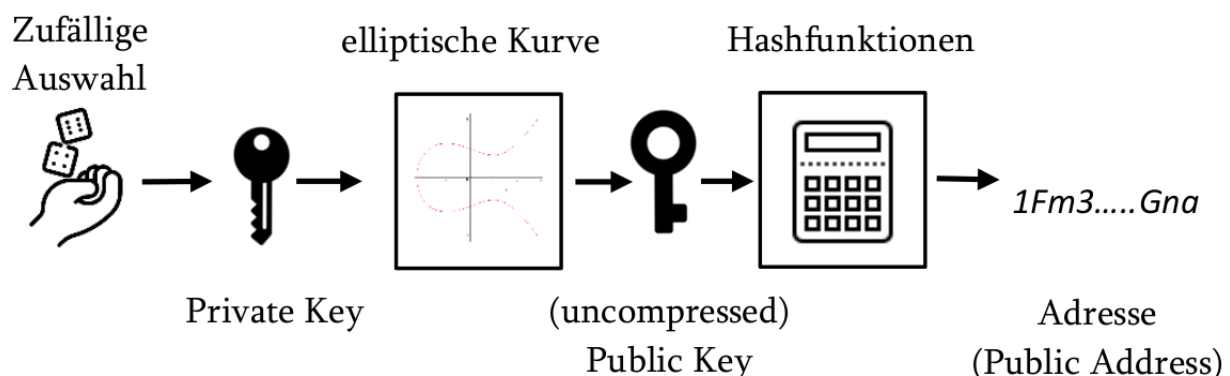 Zufällige
Auswahl
elliptische Kurve
Hashfunktionen
1Fm3.....Gna
Private Key
(uncompressed)
Public Key
Adresse
(Public Address)